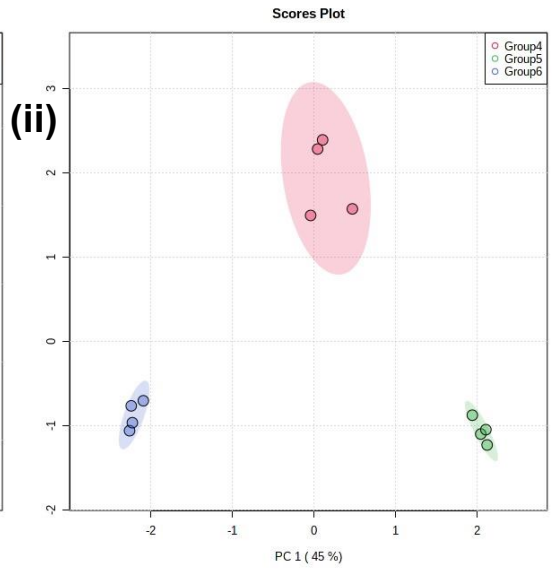 Scores Plot
(ii)
Group4
Group5
Group6
3
2
1
0
-1
-2
-2 -1 0 1 2
PC 1 ( 45 %)